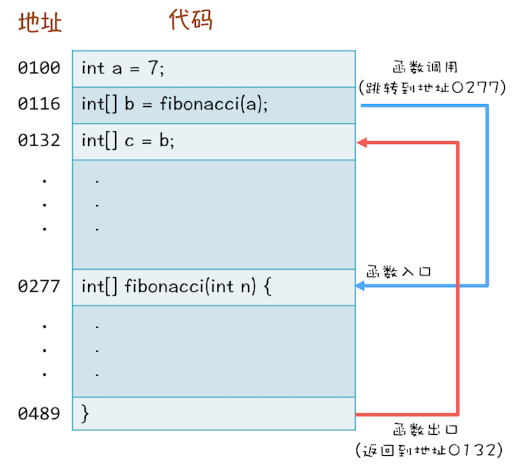 地址 代码
0100 int a = 7;
函数调用
(跳转到地址0277)
0116 int[] b = fibonacci(a);
0132 int[] c = b;
. .
. .
. .
函数入口
0277 int[] fibonacci(int n) {
. .
. .
. .
0489 }
函数出口
(返回到地址0132)